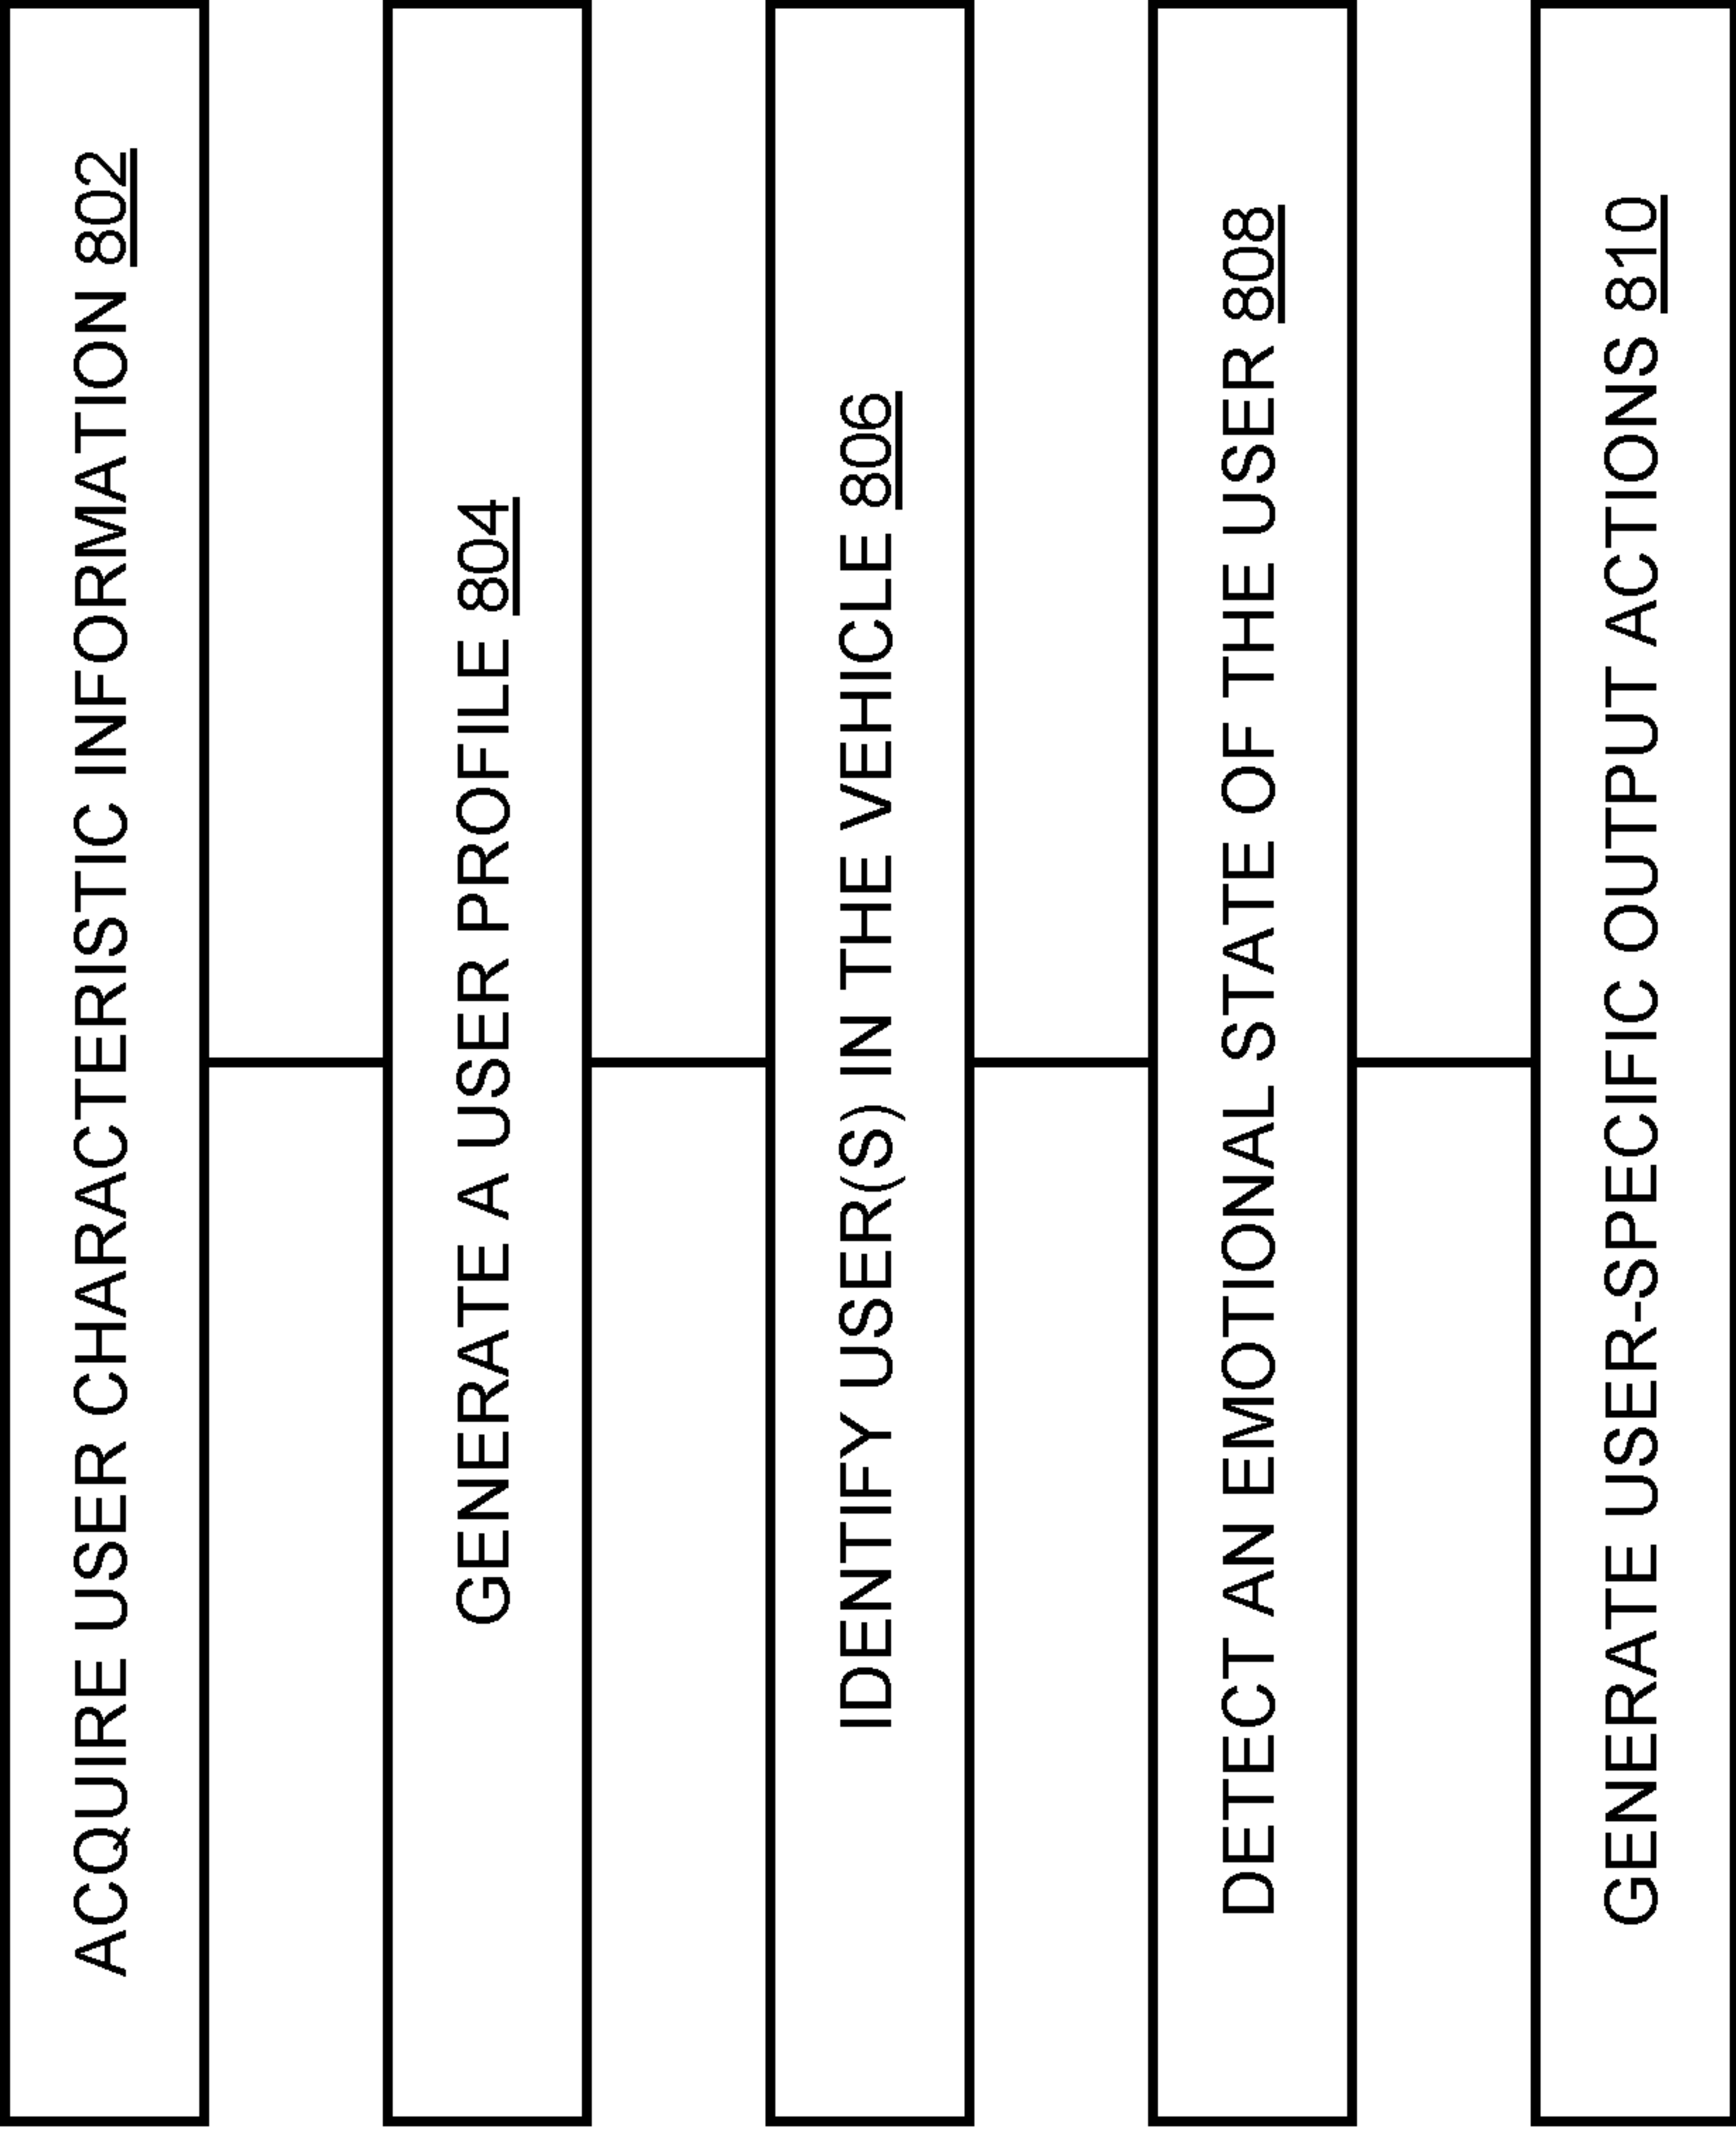 ACQUIRE USER CHARACTERISTIC INFORMATION 802
GENERATE A USER PROFILE 804
IDENTIFY USER(S) IN THE VEHICLE 806
DETECT AN EMOTIONAL STATE OF THE USER 808
GENERATE USER-SPECIFIC OUTPUT ACTIONS 810